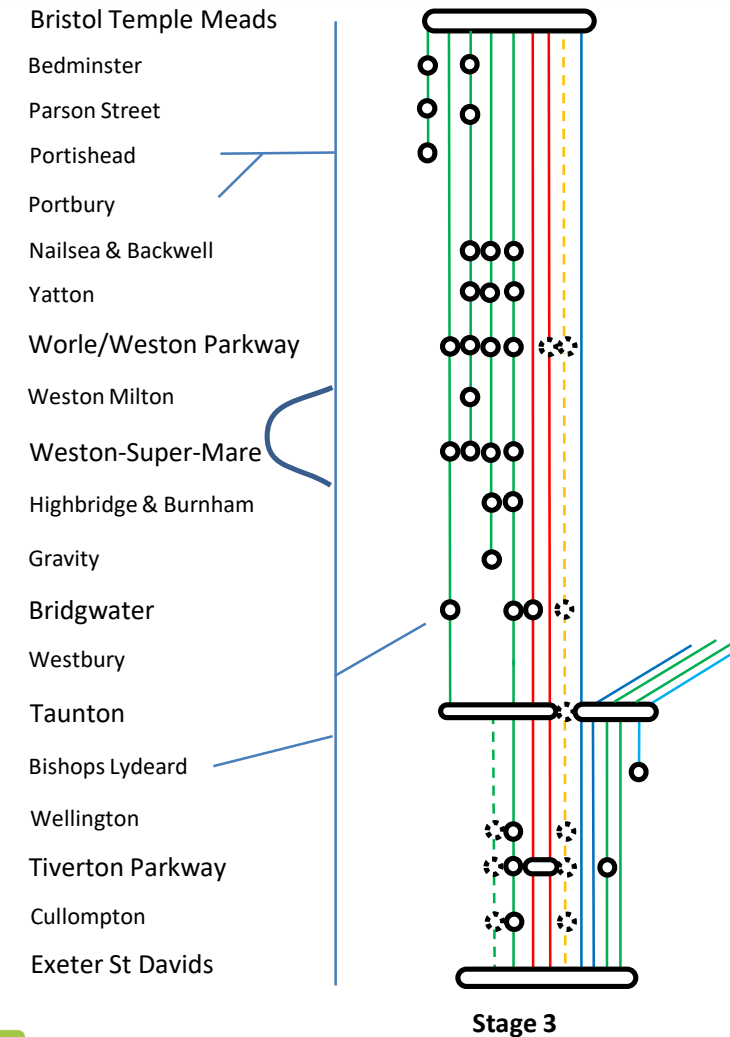 Bristol Temple Meads
Bedminster
Parson Street
Portishead
Portbury
Nailsea & Backwell
Yatton
Worle/Weston Parkway
Weston Milton
Weston-Super-Mare
Highbridge & Burnham
Gravity
Bridgwater
Westbury
Taunton
Bishops Lydeard
Wellington
Tiverton Parkway
Cullompton
Exeter St Davids
Stage 3